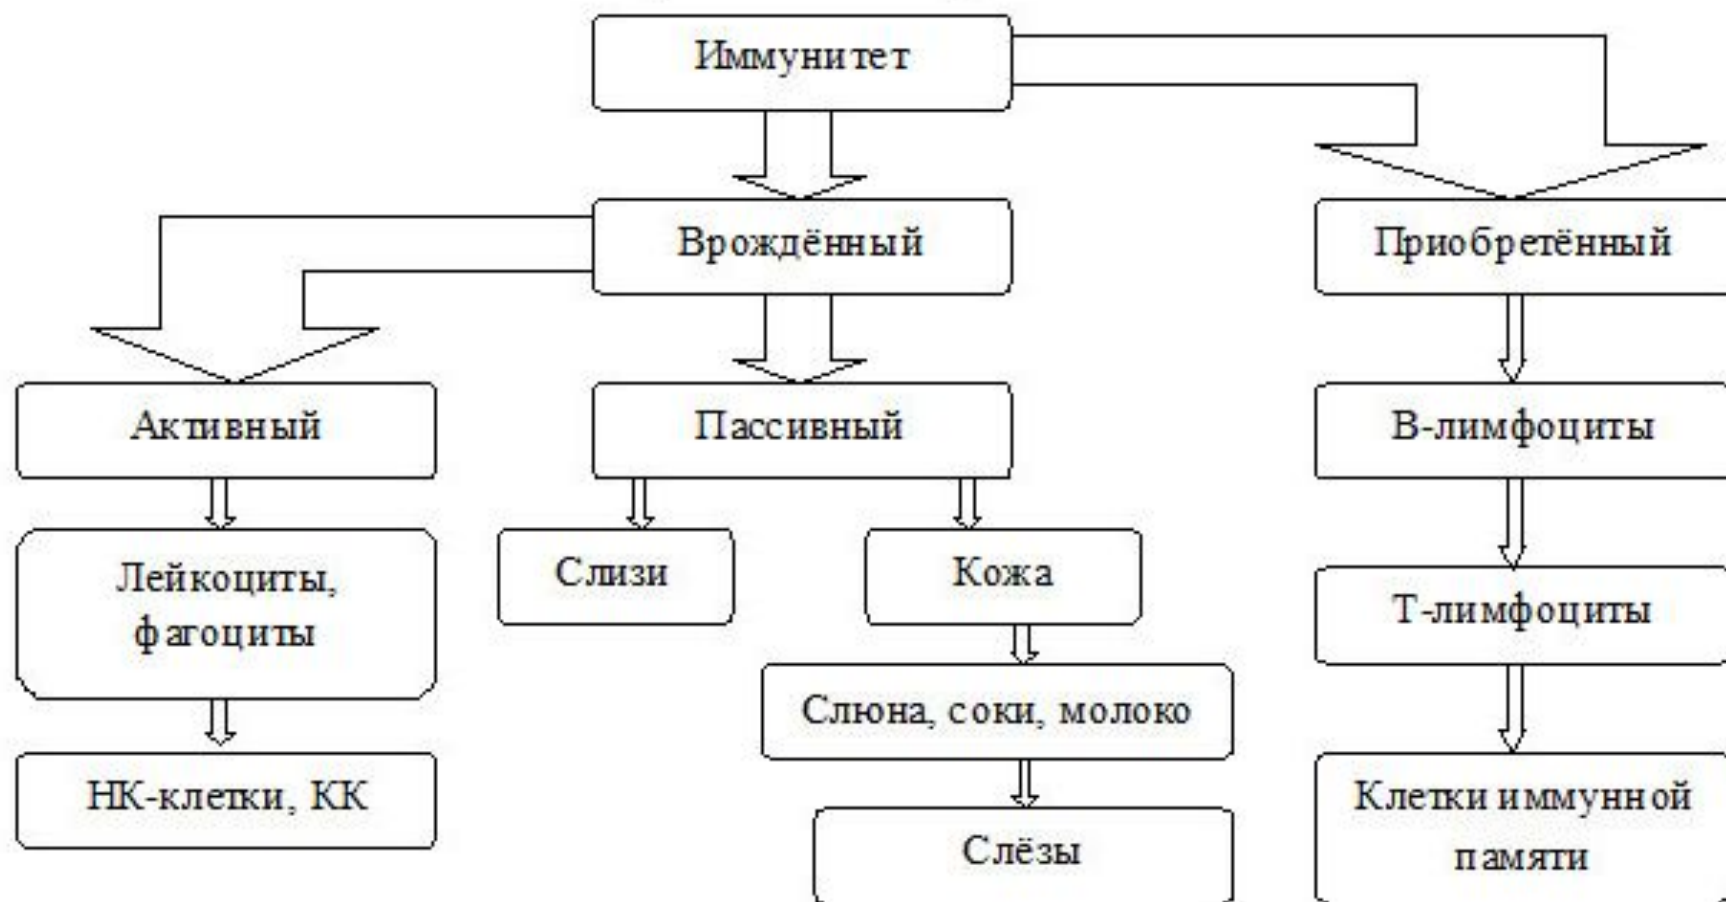 Иммунитет
Врождённый
Приобретённый
Активный
Пассивный
В-лимфоциты
Лейкоциты,
фагоциты
Слизи
Кожа
Т-лимфоциты
Слюна, соки, молоко
НК-клетки, КК
Слёзы
Клетки иммунной
памяти